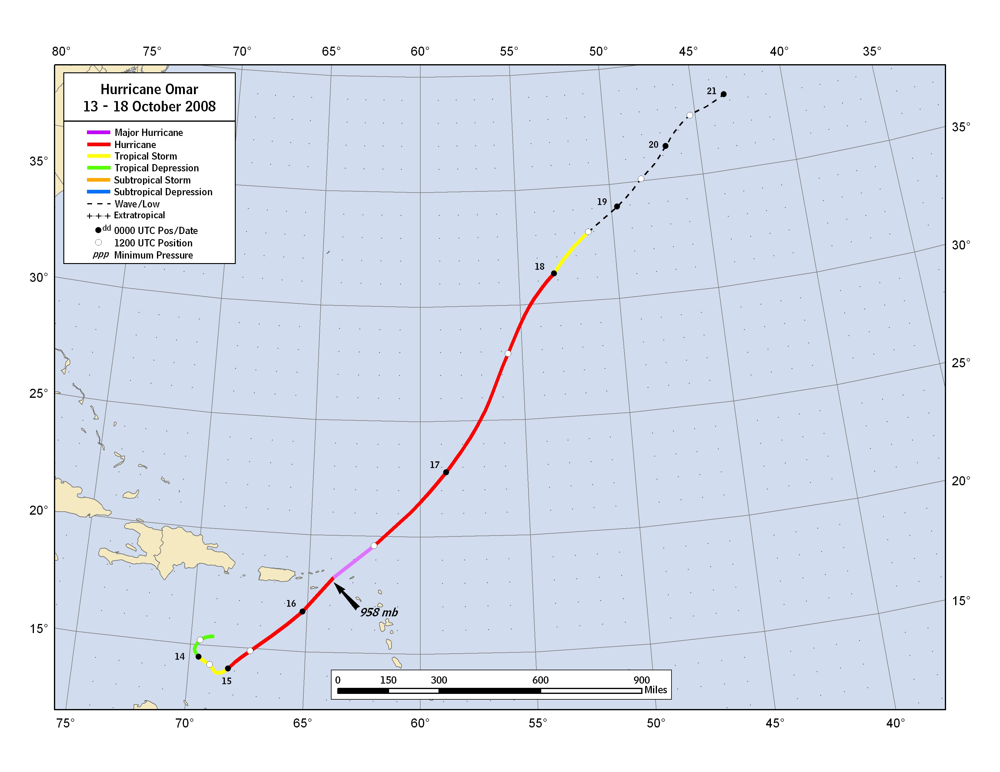 80° 75° 70° 65° 60° 55° 50° 45° 40° 35°
Hurricane Omar
13 - 18 October 2008
Major Hurricane
Hurricane
Tropical Storm
Tropical Depression
Subtropical Storm
Subtropical Depression
Wave/Low
Extratropical
dd 0000 UTC Pos/Date
1200 UTC Position
ppp Minimum Pressure
21
35°
20
35°
19
30°
18
30°
25°
25°
17
20°
20°
16
15°
958 mb
15°
14
15
0 150 300 600 900
Miles
75° 70° 65° 60° 55° 50° 45° 40°